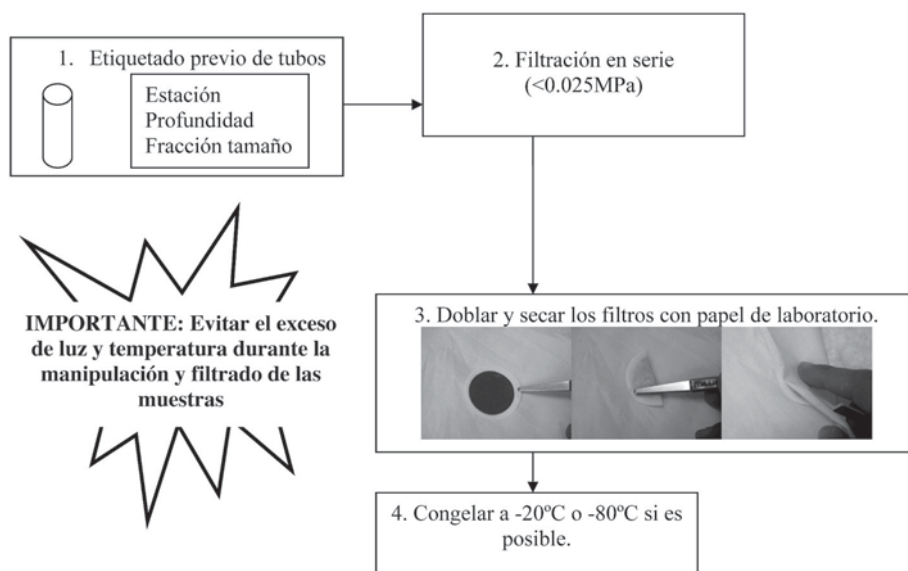 1. Etiquetado previo de tubos
Estación
Profundidad
Fracción tamaño
2. Filtración en serie
(<0.025MPa)
IMPORTANTE: Evitar el exceso
de luz y temperatura durante la
manipulación y filtrado de las
muestras
3. Doblar y secar los filtros con papel de laboratorio.
4. Congelar a -20ºC o -80ºC si es
posible.